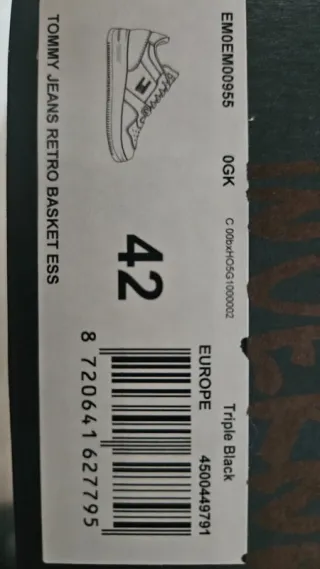 EM0EM00955 0GK C 00bxHO5G1000002 Triple Black
EUROPE 4500449791
42
8 720641 627795
TOMMY JEANS RETRO BASKET ESS